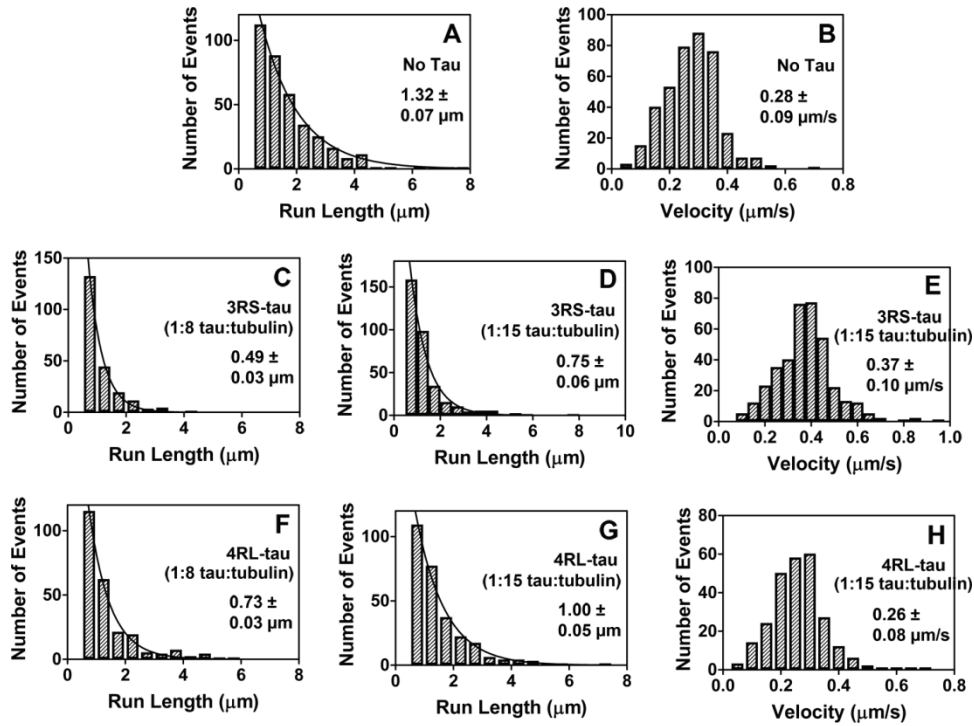 A
No Tau
1.32 ±
0.07 µm
Number of Events
100
50
0
0 2 4 6 8
Run Length (µm)
B
No Tau
0.28 ±
0.09 µm/s
Number of Events
100
80
60
40
20
0
0.0 0.2 0.4 0.6 0.8
Velocity (µm/s)
C
3RS-tau
(1:8 tau:tubulin)
0.49 ±
0.03 µm
Number of Events
150
100
50
0
0 2 4 6 8
Run Length (µm)
D
3RS-tau
(1:15 tau:tubulin)
0.75 ±
0.06 µm
Number of Events
150
100
50
0
0 2 4 6 8 10
Run Length (µm)
E
3RS-tau
(1:15 tau:tubulin)
0.37 ±
0.10 µm/s
Number of Events
100
80
60
40
20
0
0.0 0.2 0.4 0.6 0.8 1.0
Velocity (µm/s)
F
4RL-tau
(1:8 tau:tubulin)
0.73 ±
0.03 µm
Number of Events
100
50
0
0 2 4 6 8
Run Length (µm)
G
4RL-tau
(1:15 tau:tubulin)
1.00 ±
0.05 µm
Number of Events
100
50
0
0 2 4 6 8
Run Length (µm)
H
4RL-tau
(1:15 tau:tubulin)
0.26 ±
0.08 µm/s
Number of Events
80
60
40
20
0
0.0 0.2 0.4 0.6 0.8
Velocity (µm/s)